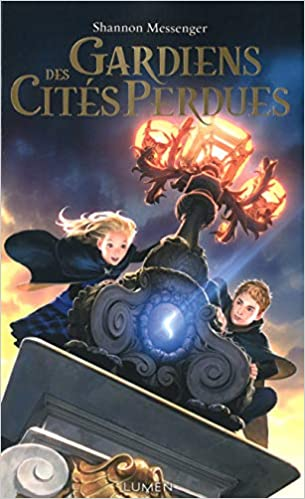 Shannon Messenger
GARDIENS
DES
CITÉS PERDUES
LUMEN